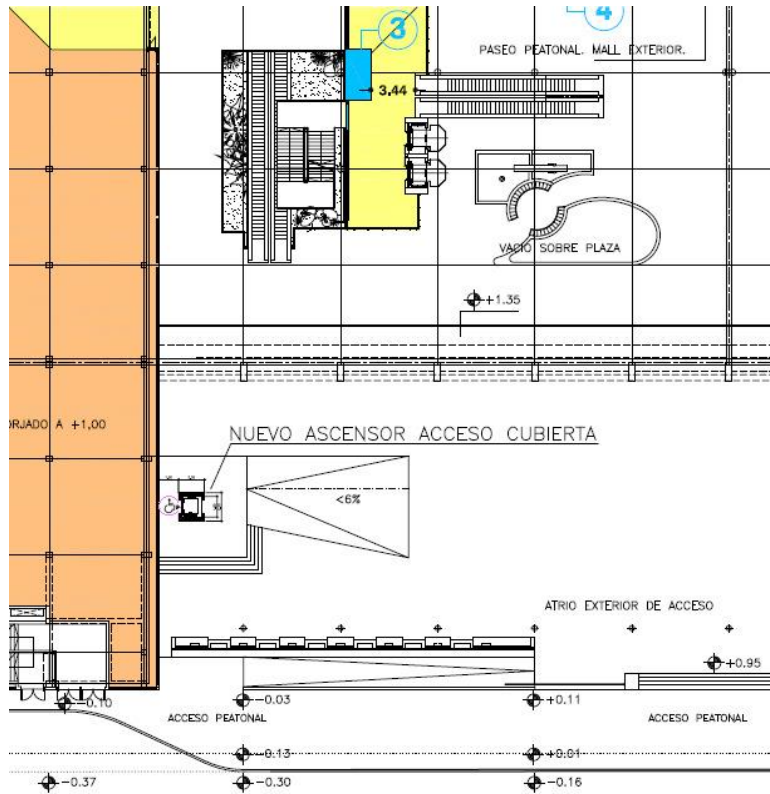 4
3
PASEO PEATONAL. MALL EXTERIOR.
3.44
VACIO SOBRE PLAZA
+1.35
ORJADO A +1,00
NUEVO ASCENSOR ACCESO CUBIERTA
<6%
ATRIO EXTERIOR DE ACCESO
+0.95
-0.10
-0.03
+0.11
ACCESO PEATONAL
ACCESO PEATONAL
-0.13
+0.01
-0.37
-0.30
-0.16